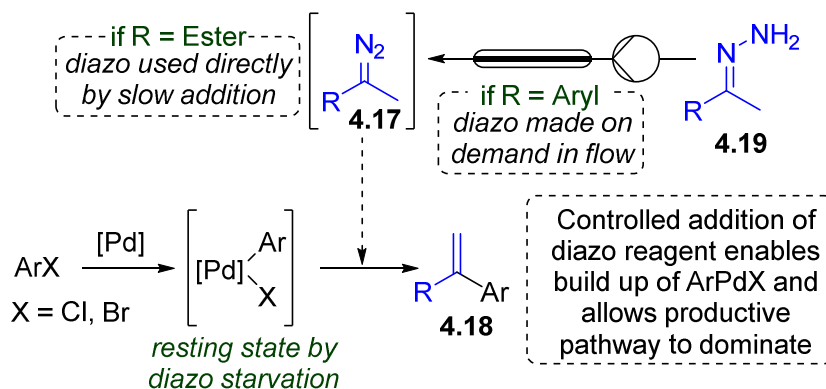 if R = Ester
diazo used directly
by slow addition
N2
R
4.17
if R = Aryl
diazo made on
demand in flow
NH2
N
R
4.19
ArX
X = Cl, Br
[Pd]
[Pd]
Ar
X
resting state by
diazo starvation
R
Ar
4.18
Controlled addition of
diazo reagent enables
build up of ArPdX and
allows productive
pathway to dominate